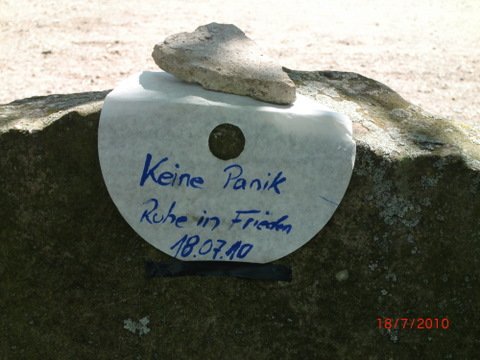 Keine Panik
Ruhe in Frieden
18.07.10
18/7/2010